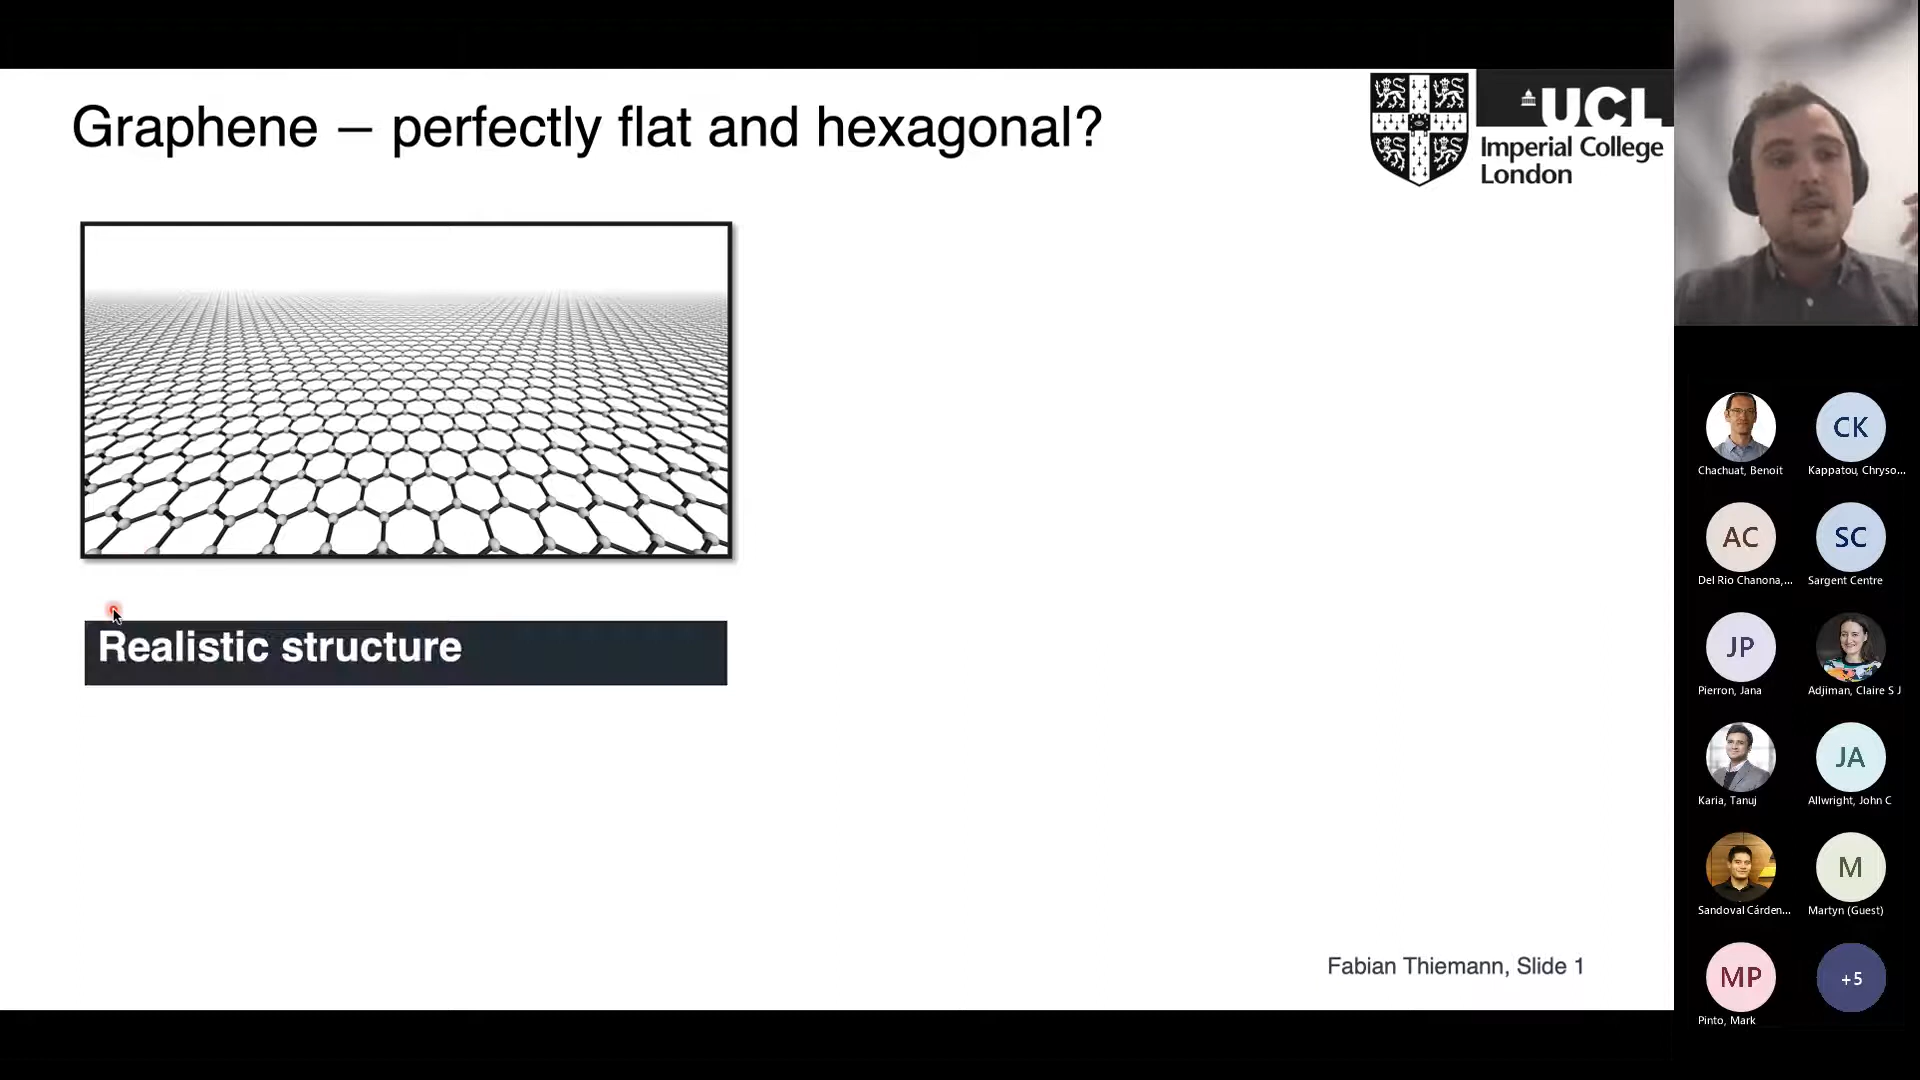 Graphene – perfectly flat and hexagonal?
UCL
Imperial College
London
Realistic structure
Fabian Thiemann, Slide 1
Chachuat, Benoit
CK
Kappatou, Chryso...
AC
Del Rio Chanona,...
SC
Sargent Centre
JP
Pierron, Jana
Adjiman, Claire S J
Karia, Tanuj
JA
Allwright, John C
Sandoval Cárden...
M
Martyn (Guest)
MP
Pinto, Mark
+5